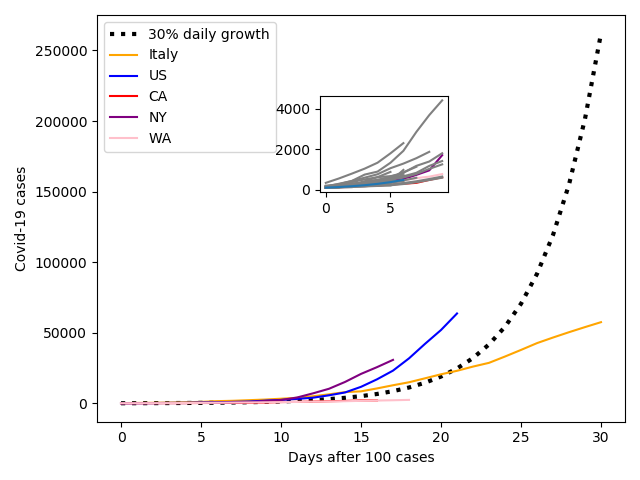 30% daily growth
Italy
US
CA
NY
WA
250000
200000
150000
100000
50000
0
Covid-19 cases
4000
2000
0
0 5
0 5 10 15 20 25 30
Days after 100 cases